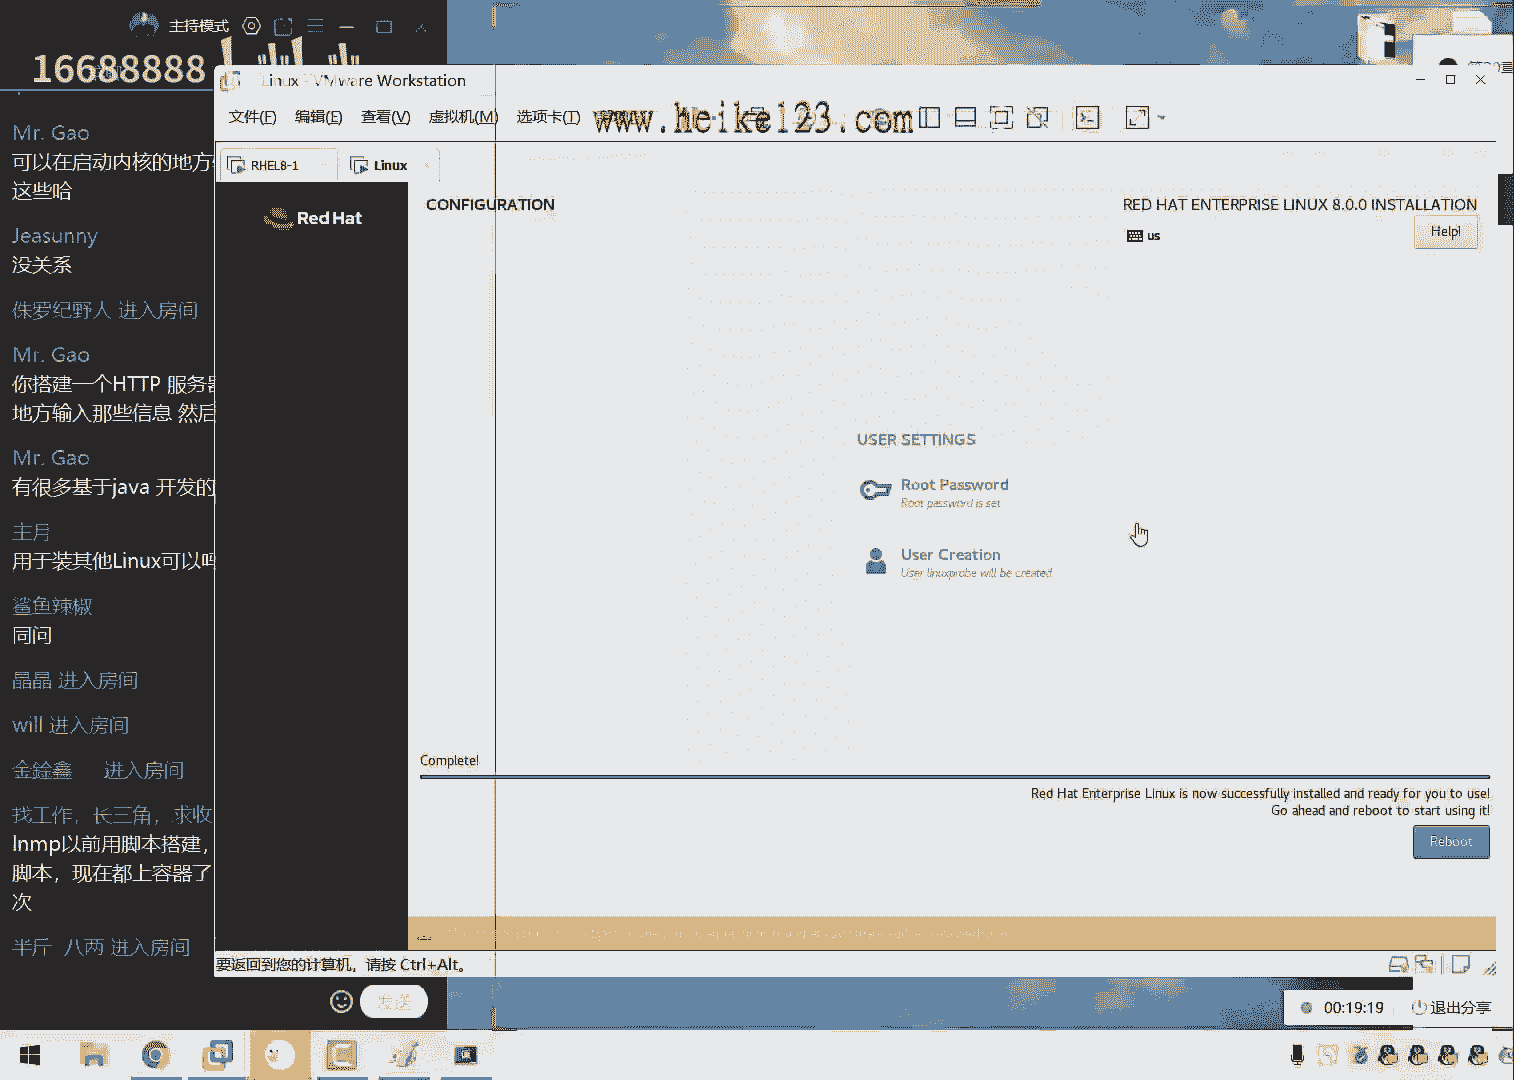 主持模式
16688888
Mr. Gao
可以在启动内核的地方
这些哈
Jeasunny
没关系
侏罗纪野人 进入房间
Mr. Gao
你搭建一个HTTP 服务器
地方输入那些信息 然后
Mr. Gao
有很多基于java 开发的
主月
用于装其他Linux可以吗
鲨鱼辣椒
同问
晶晶 进入房间
will 进入房间
金鑫鑫 进入房间
找工作，长三角，求收
lnmp以前用脚本搭建，
脚本，现在都上容器了
次
半斤 八两 进入房间
发送
Linux - VMware Workstation
文件(F) 编辑(E) 查看(V) 虚拟机(M) 选项卡(T)
www.heike123.com
RHEL8-1
Linux
Red Hat
CONFIGURATION
RED HAT ENTERPRISE LINUX 8.0.0 INSTALLATION
us
Help!
USER SETTINGS
Root Password
Root password is set
User Creation
User linuxprobe will be created
Complete!
Red Hat Enterprise Linux is now successfully installed and ready for you to use!
Go ahead and reboot to start using it!
Reboot
要返回到您的计算机，请按 Ctrl+Alt。
00:19:19
退出分享